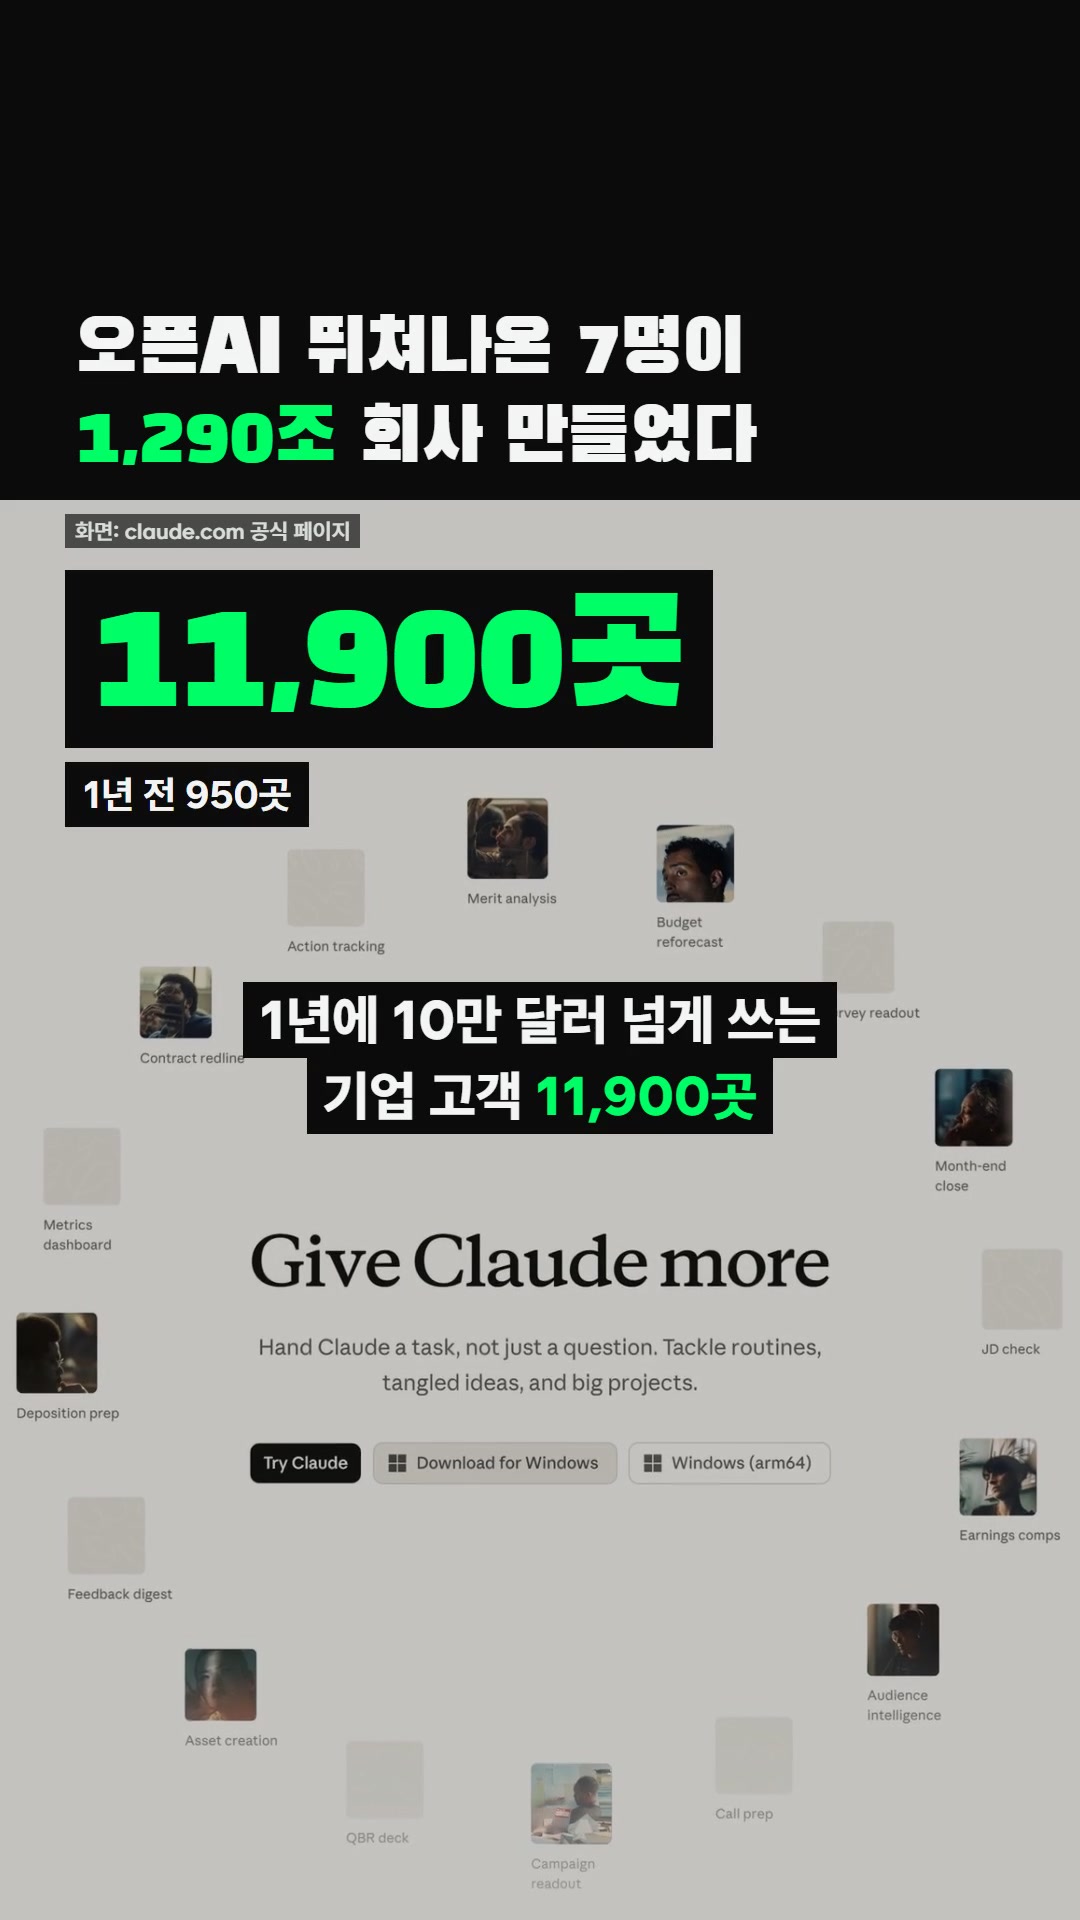 오픈AI 뛰쳐나온 7명이
1,290조 회사 만들었다
화면: claude.com 공식 페이지
11,900곳
1년 전 950곳
Merit analysis
Budget
reforecast
Action tracking
rvey readout
Contract redline
1년에 10만 달러 넘게 쓰는
기업 고객 11,900곳
Month-end
close
Metrics
dashboard
Give Claude more
Hand Claude a task, not just a question. Tackle routines,
tangled ideas, and big projects.
JD check
Deposition prep
Try Claude
Download for Windows
Windows (arm64)
Earnings comps
Feedback digest
Audience
intelligence
Asset creation
Call prep
QBR deck
Campaign
readout